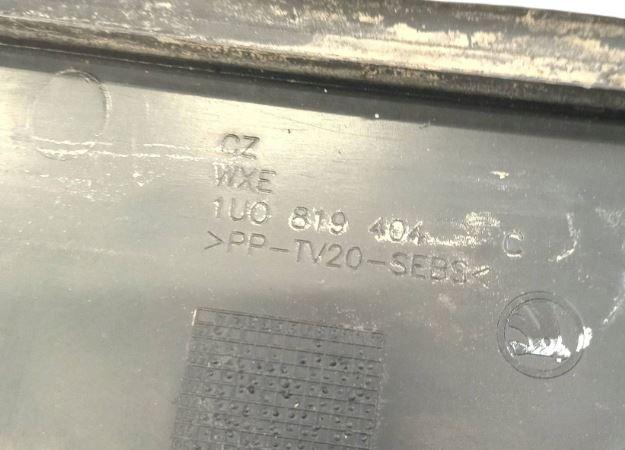 CZ
WXE
1U0 819 404 C
>PP-TV20-SEBS<